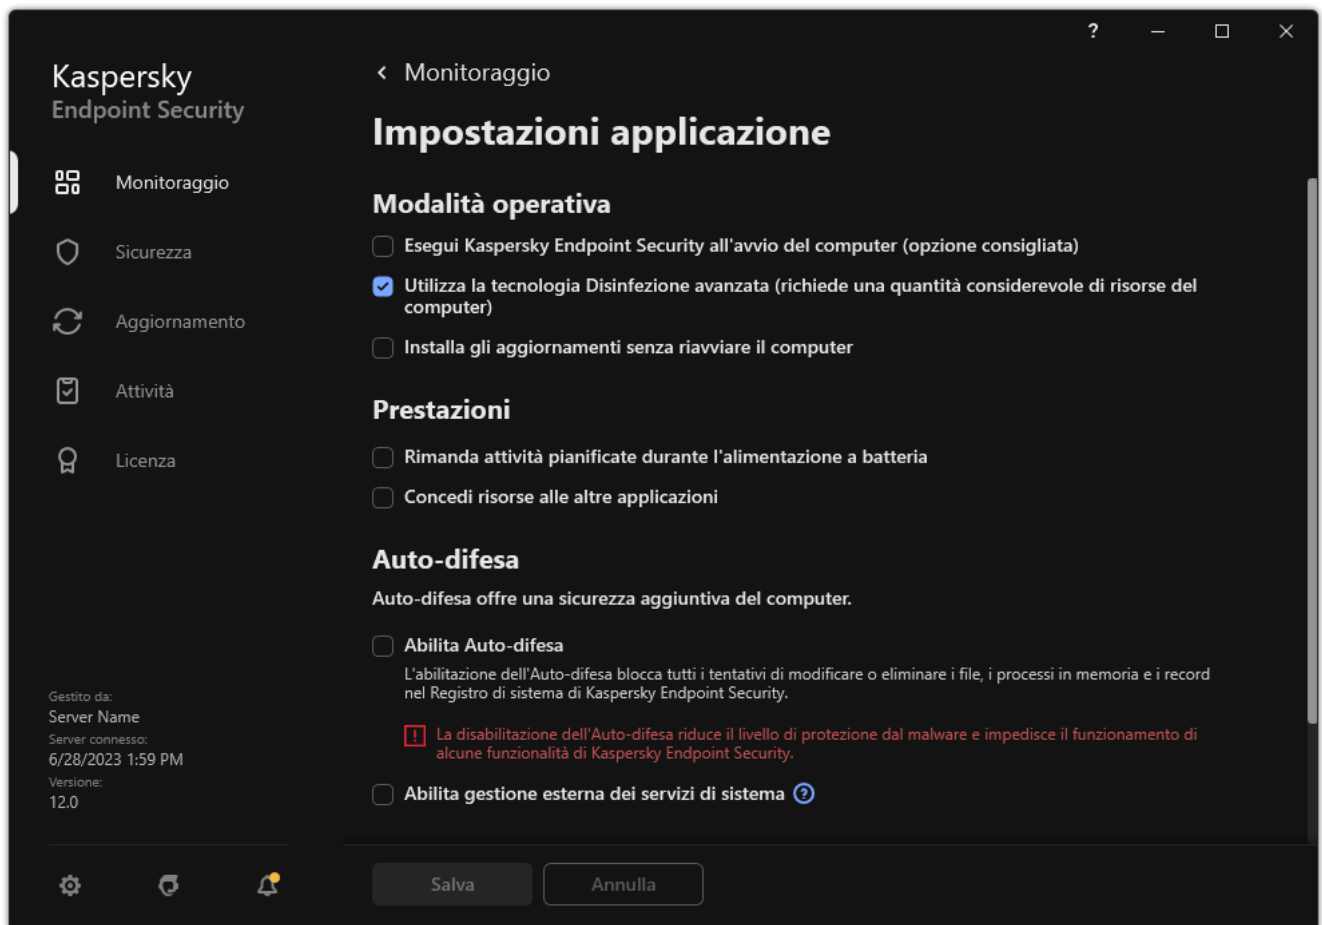 ?
Kaspersky
Endpoint Security
Monitoraggio
Sicurezza
Aggiornamento
Attività
Licenza
Gestito da:
Server Name
Server connesso:
6/28/2023 1:59 PM
Versione:
12.0
Monitoraggio
Impostazioni applicazione
Modalità operativa
Esegui Kaspersky Endpoint Security all'avvio del computer (opzione consigliata)
Utilizza la tecnologia Disinfezione avanzata (richiede una quantità considerevole di risorse del
computer)
Installa gli aggiornamenti senza riavviare il computer
Prestazioni
Rimanda attività pianificate durante l'alimentazione a batteria
Concedi risorse alle altre applicazioni
Auto-difesa
Auto-difesa offre una sicurezza aggiuntiva del computer.
Abilita Auto-difesa
L'abilitazione dell'Auto-difesa blocca tutti i tentativi di modificare o eliminare i file, i processi in memoria e i record
nel Registro di sistema di Kaspersky Endpoint Security.
La disabilitazione dell'Auto-difesa riduce il livello di protezione dal malware e impedisce il funzionamento di
alcune funzionalità di Kaspersky Endpoint Security.
Abilita gestione esterna dei servizi di sistema ?
Salva
Annulla